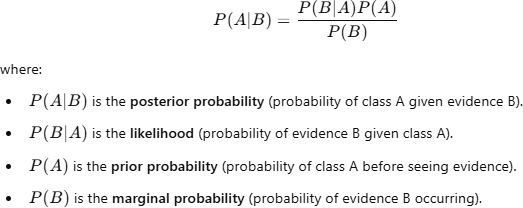 P(A|B) = P(B|A)P(A) / P(B)
where:
• P(A|B) is the posterior probability (probability of class A given evidence B).
• P(B|A) is the likelihood (probability of evidence B given class A).
• P(A) is the prior probability (probability of class A before seeing evidence).
• P(B) is the marginal probability (probability of evidence B occurring).